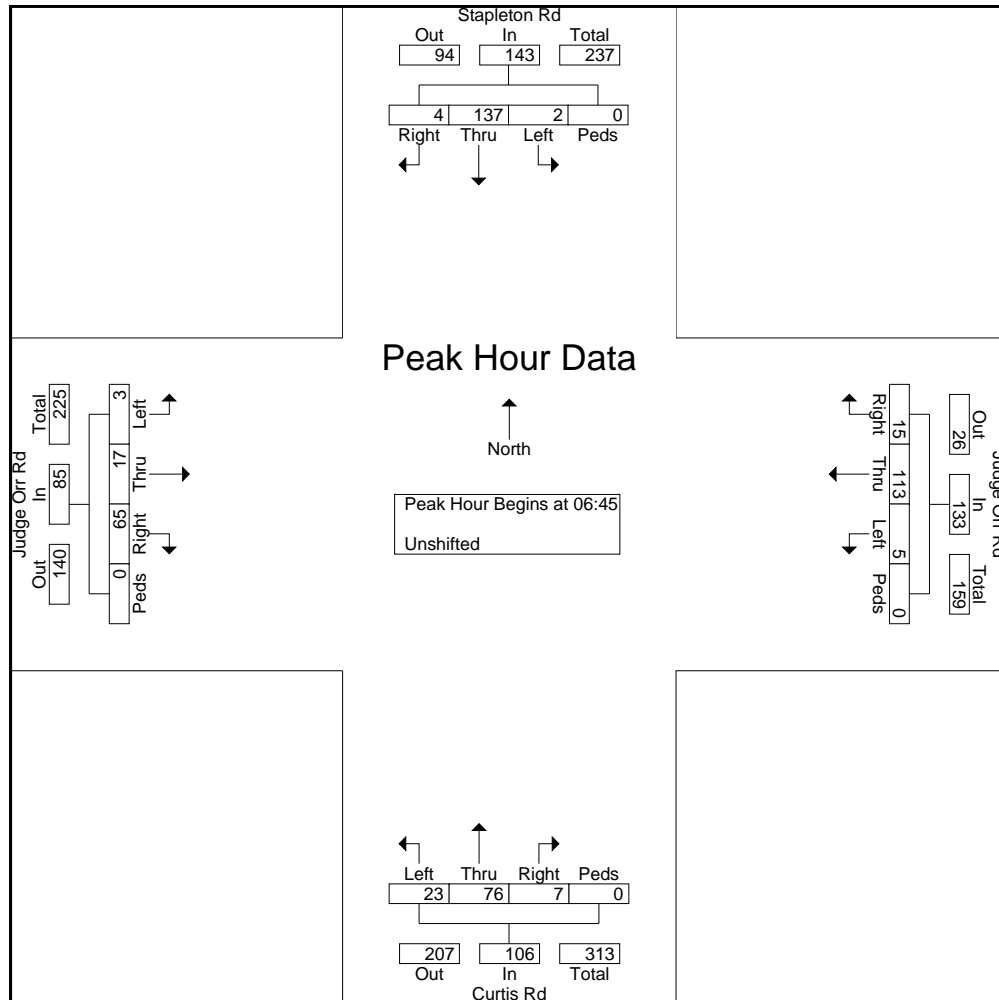 Stapleton Rd
Out In Total
94 143 237
4 137 2 0
Right Thru Left Peds
Peak Hour Data
North
Peak Hour Begins at 06:45
Unshifted
Judge Orr Rd
Total In Out
225 85 140
3 17 65 0
Left Thru Right Peds
Judge Orr Rd
Out In Total
26 133 159
15 113 5 0
Right Thru Left Peds
Left Thru Right Peds
23 76 7 0
207 106 313
Out In Total
Curtis Rd